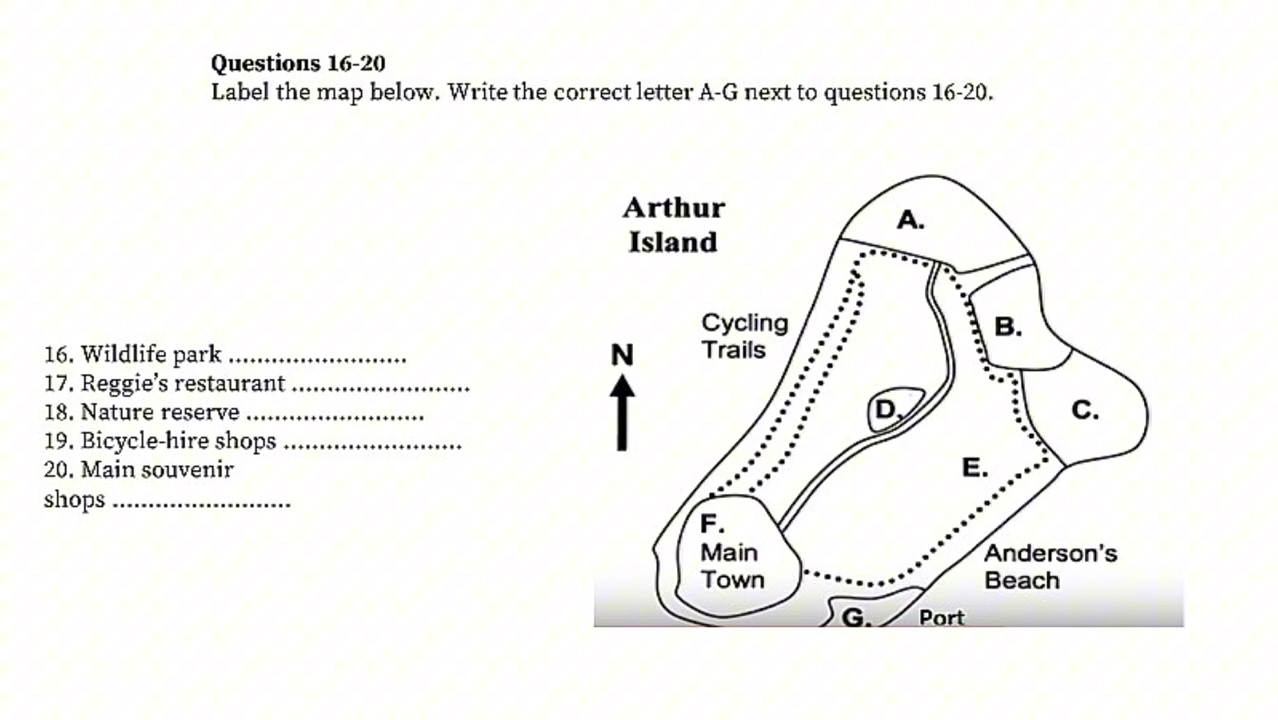 Questions 16-20
Label the map below. Write the correct letter A-G next to questions 16-20.
16. Wildlife park .........................
17. Reggie's restaurant .........................
18. Nature reserve .........................
19. Bicycle-hire shops .........................
20. Main souvenir
shops .........................
Arthur
Island
N
Cycling
Trails
A.
B.
C.
D.
E.
F.
Main
Town
Anderson's
Beach
G.
Port